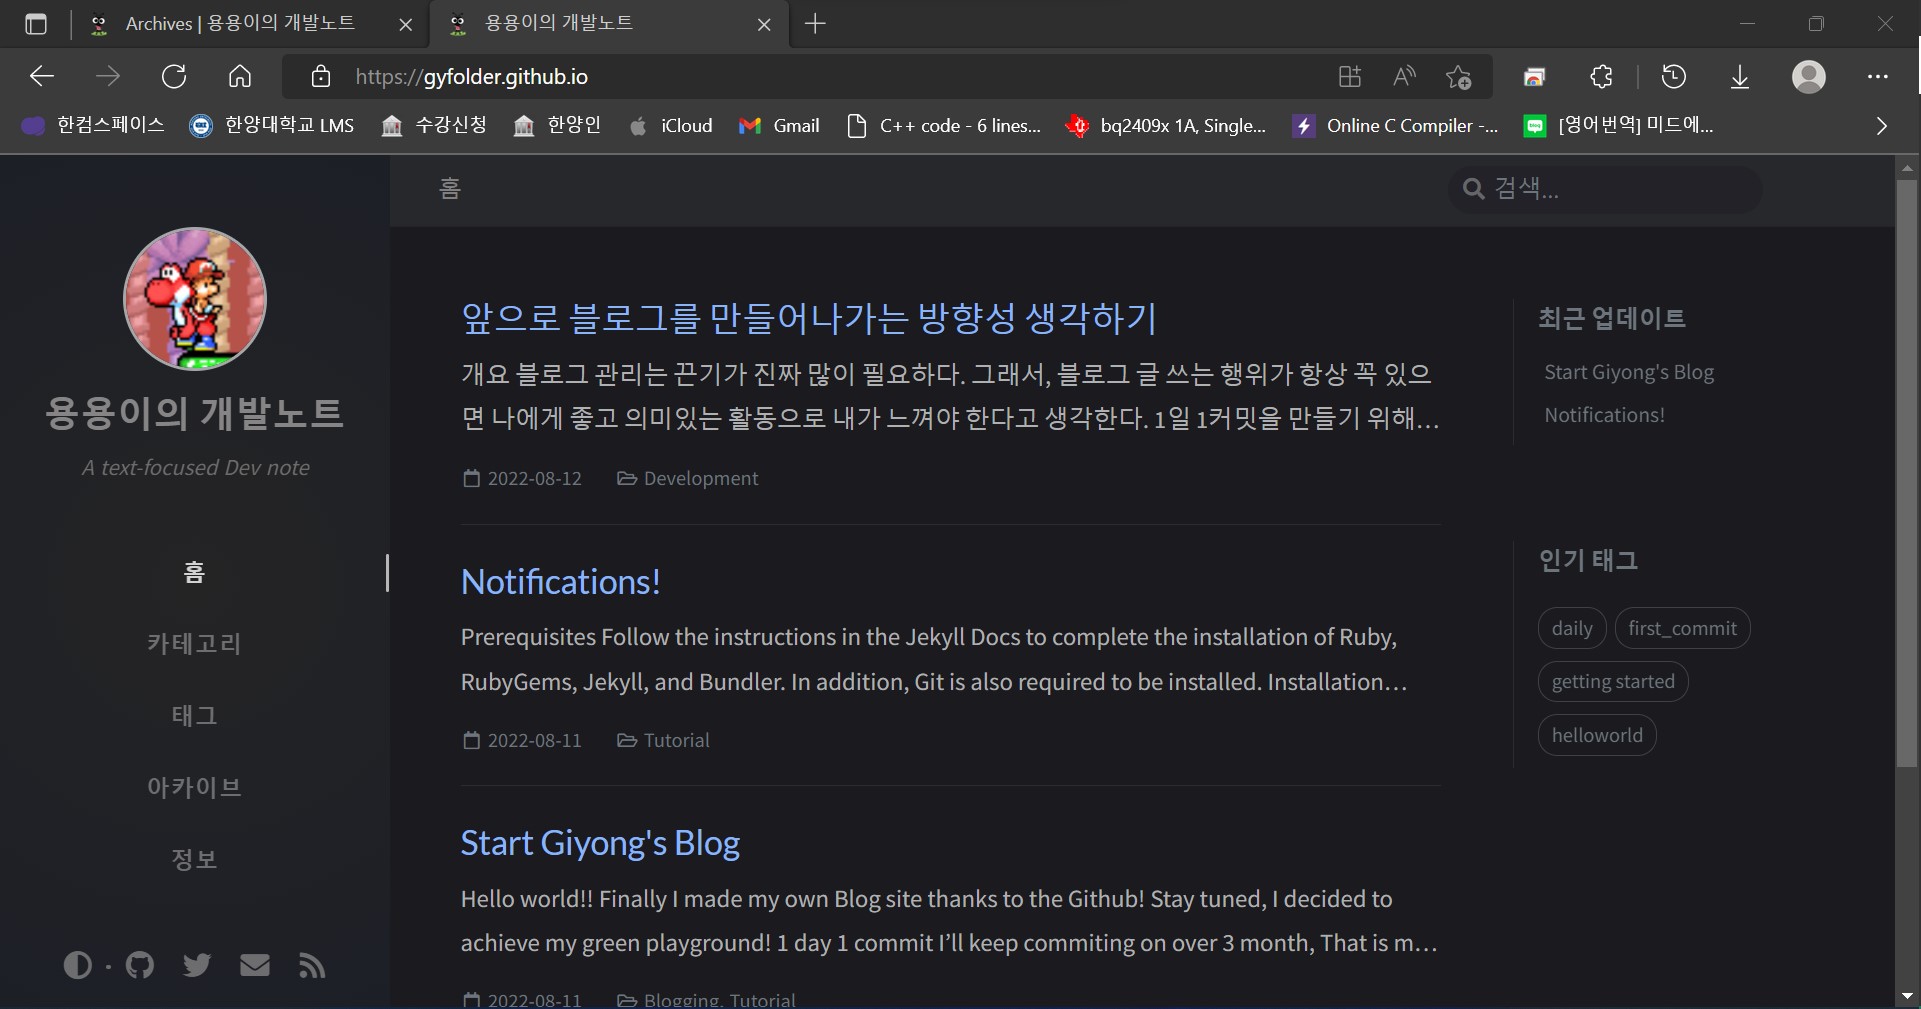 Archives | 용용이의 개발노트
용용이의 개발노트
https://gyfolder.github.io
한컴스페이스
한양대학교 LMS
수강신청
한양인
iCloud
Gmail
C++ code - 6 lines...
bq2409x 1A, Single...
Online C Compiler -...
[영어번역] 미드에...
용용이의 개발노트
A text-focused Dev note
홈
카테고리
태그
아카이브
정보
홈
검색...
앞으로 블로그를 만들어나가는 방향성 생각하기
개요 블로그 관리는 끈기가 진짜 많이 필요하다. 그래서, 블로그 글 쓰는 행위가 항상 꼭 있으
면 나에게 좋고 의미있는 활동으로 내가 느껴야 한다고 생각한다. 1일 1커밋을 만들기 위해...
2022-08-12 Development
Notifications!
Prerequisites Follow the instructions in the Jekyll Docs to complete the installation of Ruby,
RubyGems, Jekyll, and Bundler. In addition, Git is also required to be installed. Installation...
2022-08-11 Tutorial
Start Giyong's Blog
Hello world!! Finally I made my own Blog site thanks to the Github! Stay tuned, I decided to
achieve my green playground! 1 day 1 commit I’ll keep commiting on over 3 month, That is m...
2022-08-11 Blogging, Tutorial
최근 업데이트
Start Giyong's Blog
Notifications!
인기 태그
daily first_commit
getting started
helloworld